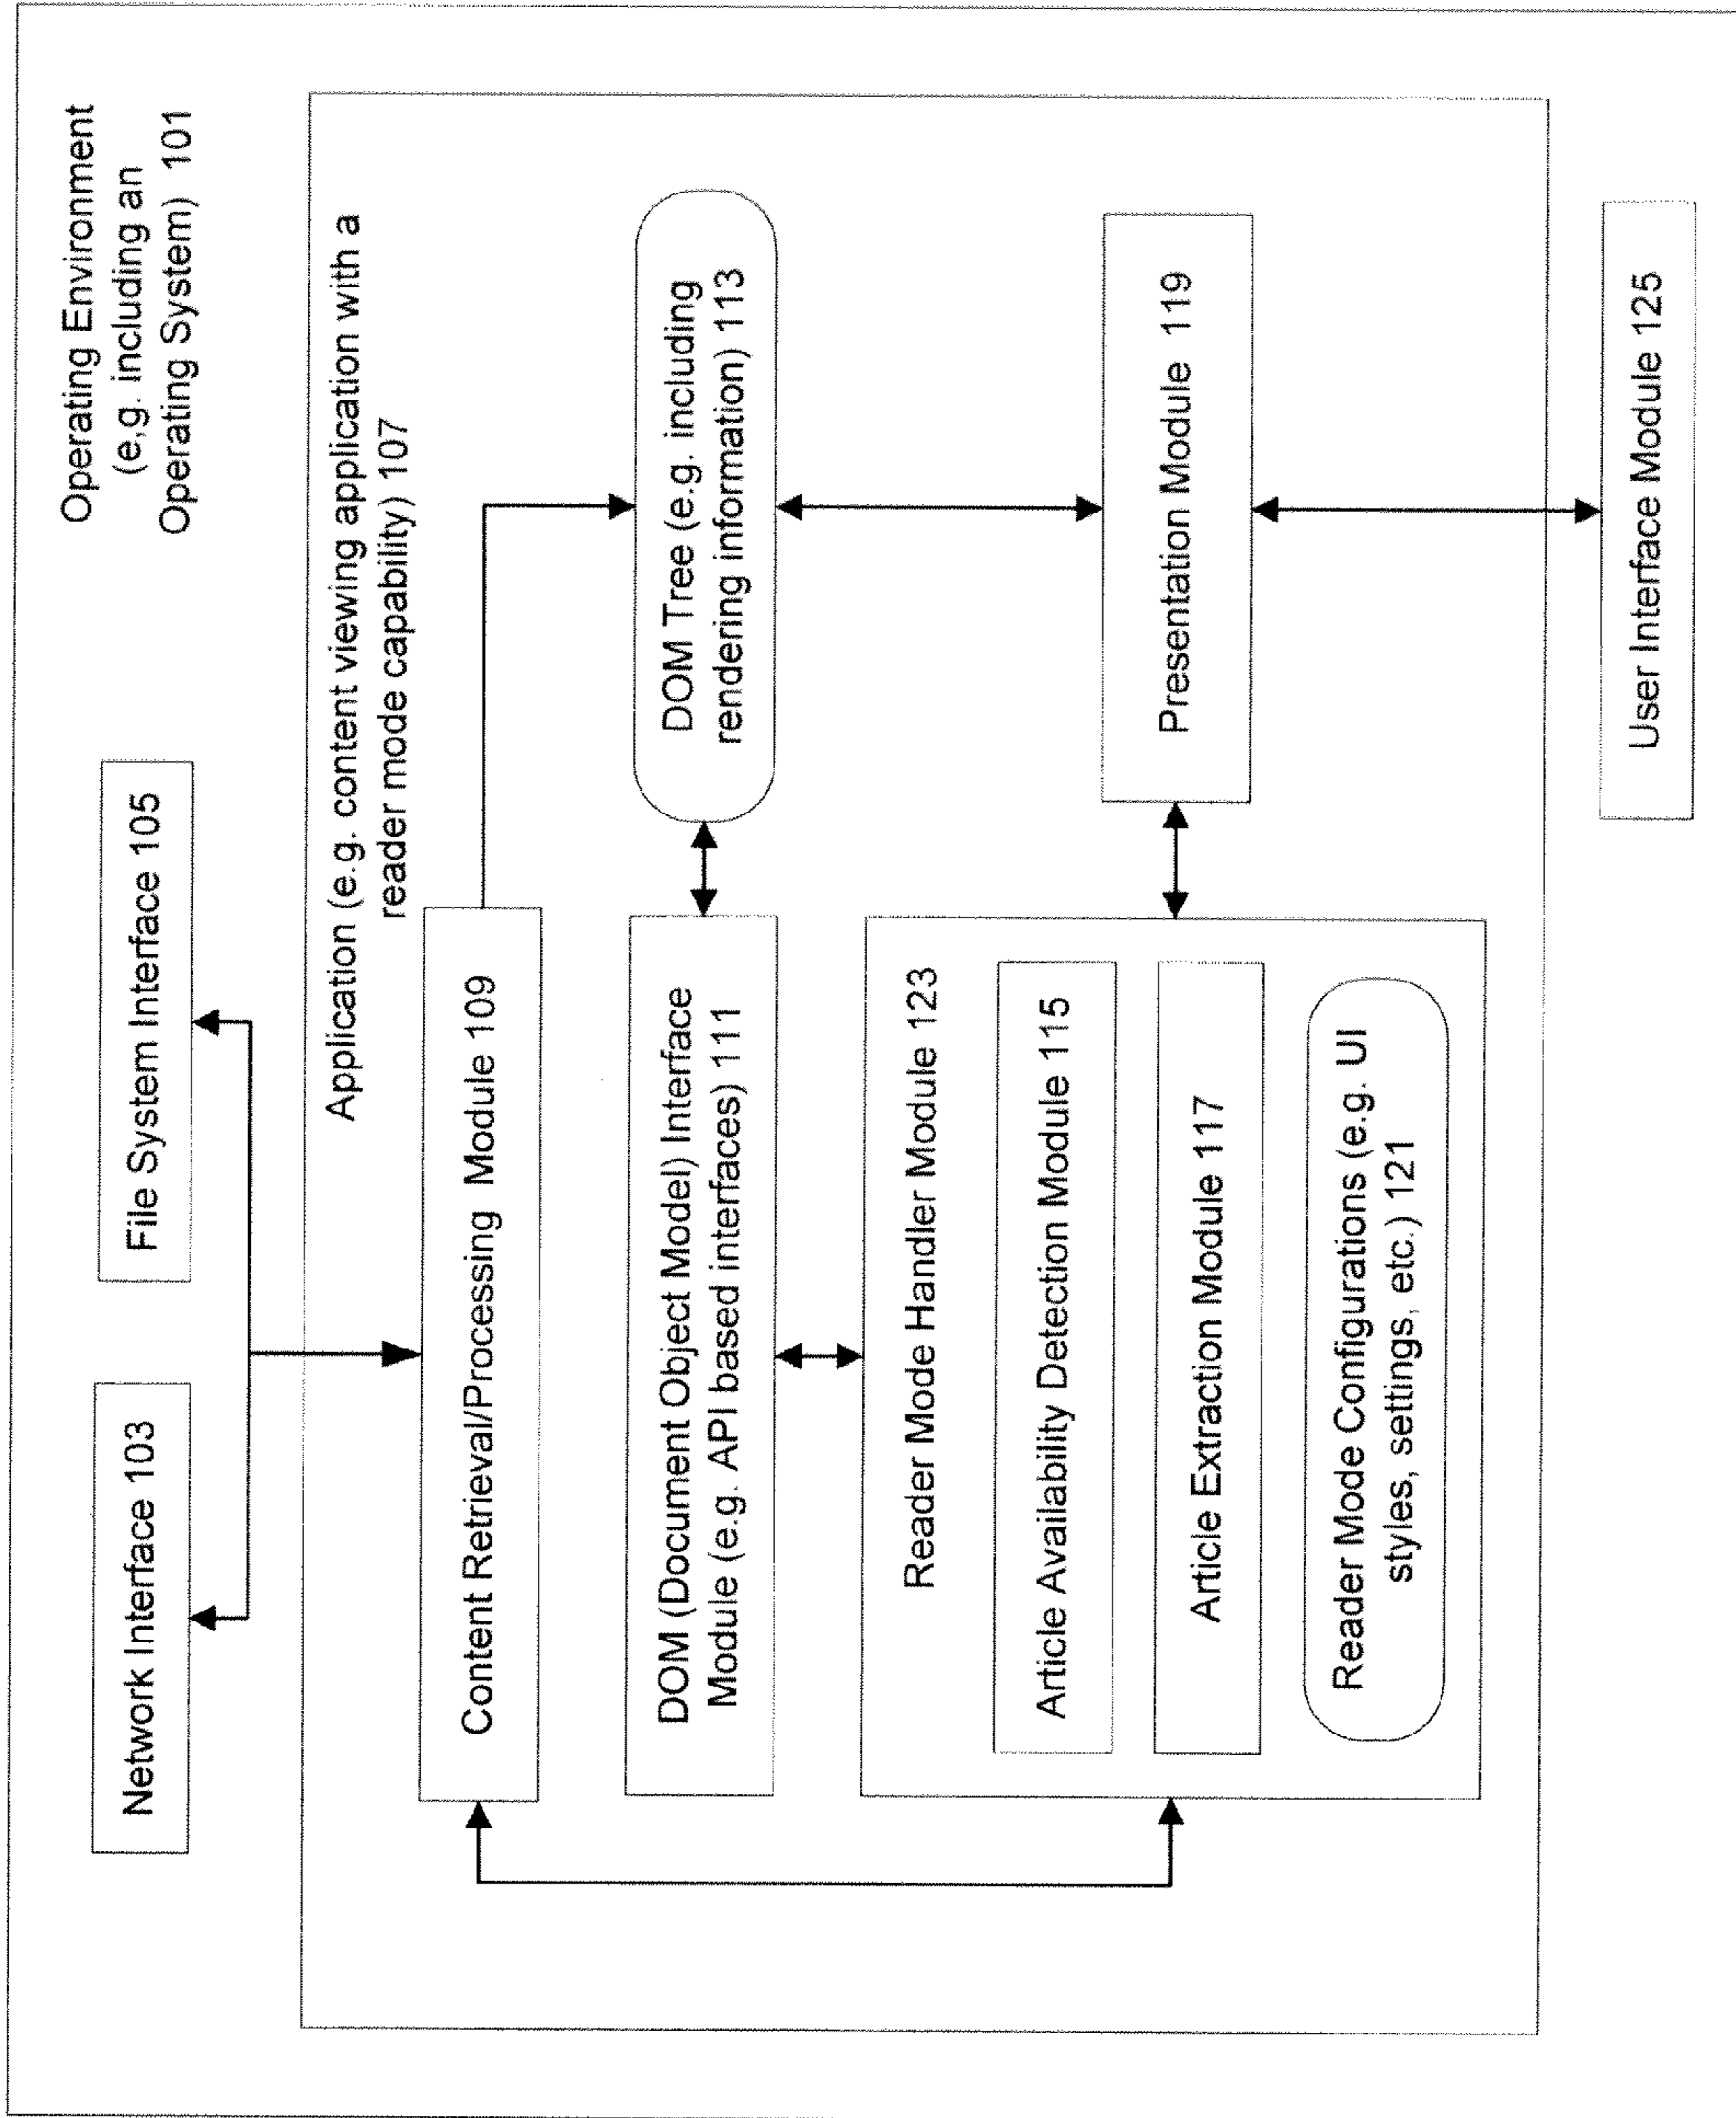 Operating Environment
(e,g. including an
Operating System) 101
Network Interface 103
File System Interface 105
Application (e.g. content viewing application with a
reader mode capability) 107
Content Retrieval/Processing Module 109
DOM (Document Object Model) Interface
Module (e.g. API based interfaces) 111
DOM Tree (e.g. including
rendering information) 113
Reader Mode Handler Module 123
Article Availability Detection Module 115
Article Extraction Module 117
Reader Mode Configurations (e.g. UI
styles, settings, etc.) 121
Presentation Module 119
User Interface Module 125